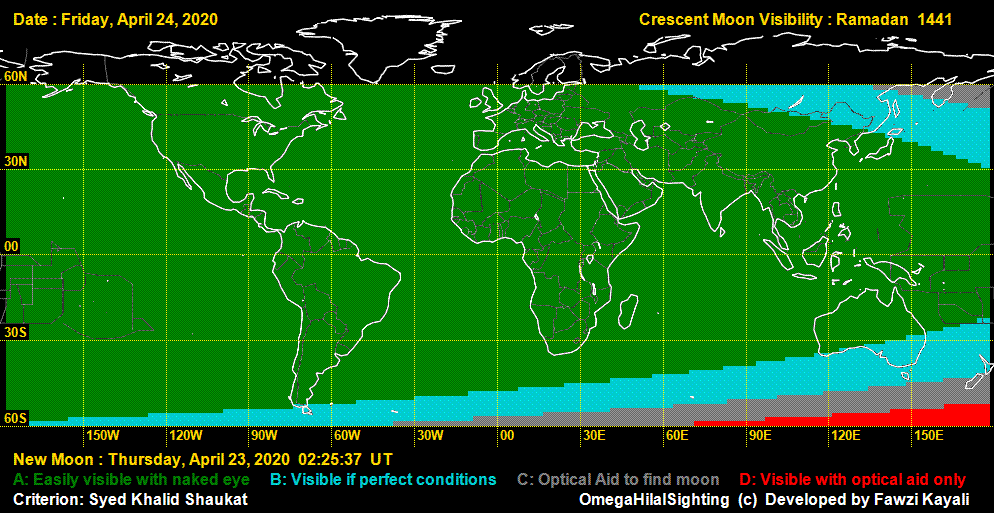 Date : Friday, April 24, 2020
Crescent Moon Visibility : Ramadan 1441
60N
30N
00
30S
60S
150W 120W 90W 60W 30W 00 30E 60E 90E 120E 150E
New Moon : Thursday, April 23, 2020 02:25:37 UT
A: Easily visible with naked eye B: Visible if perfect conditions C: Optical Aid to find moon D: Visible with optical aid only
Criterion: Syed Khalid Shaukat OmegaHilalSighting (c) Developed by Fawzi Kayali